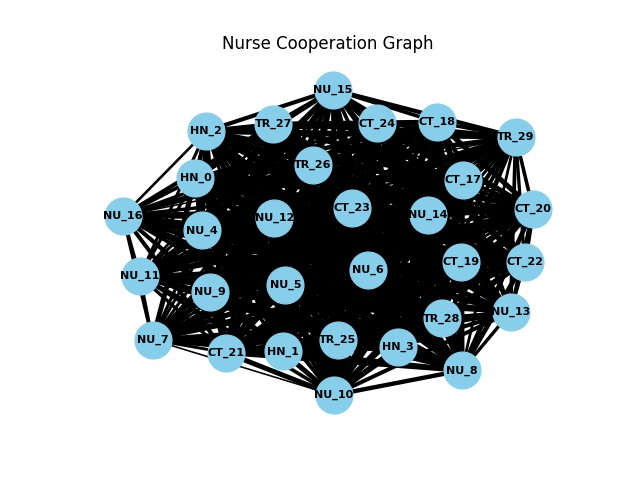 Nurse Cooperation Graph
NU_15
TR_27
CT_24
CT_18
HN_2
TR_29
TR_26
HN_0
CT_17
CT_23
CT_20
NU_16
NU_12
NU_14
NU_4
CT_19
CT_22
NU_6
NU_11
NU_5
NU_9
NU_13
TR_28
NU_7
TR_25
HN_3
HN_1
CT_21
NU_8
NU_10